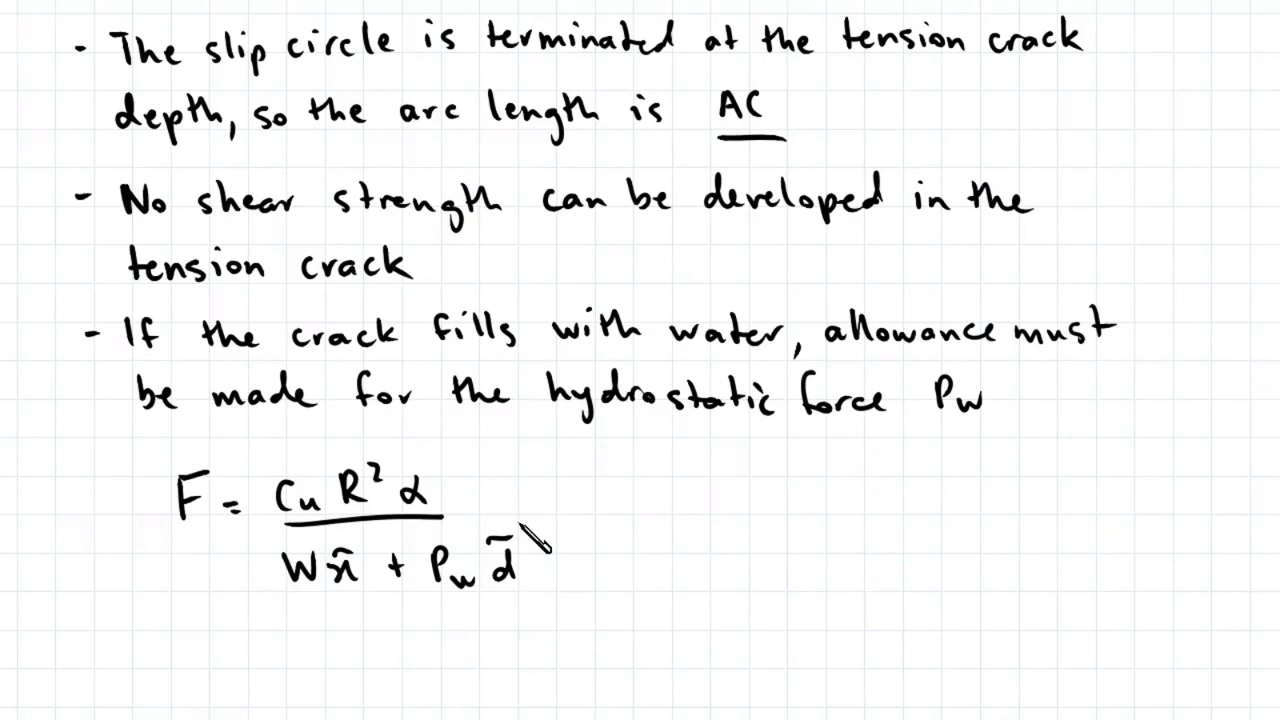 - The slip circle is terminated at the tension crack
depth, so the arc length is AC
- No shear strength can be developed in the
tension crack
- If the crack fills with water, allowance must
be made for the hydrostatic force Pw
F = Cu R² α
W x̄ + Pw d̄